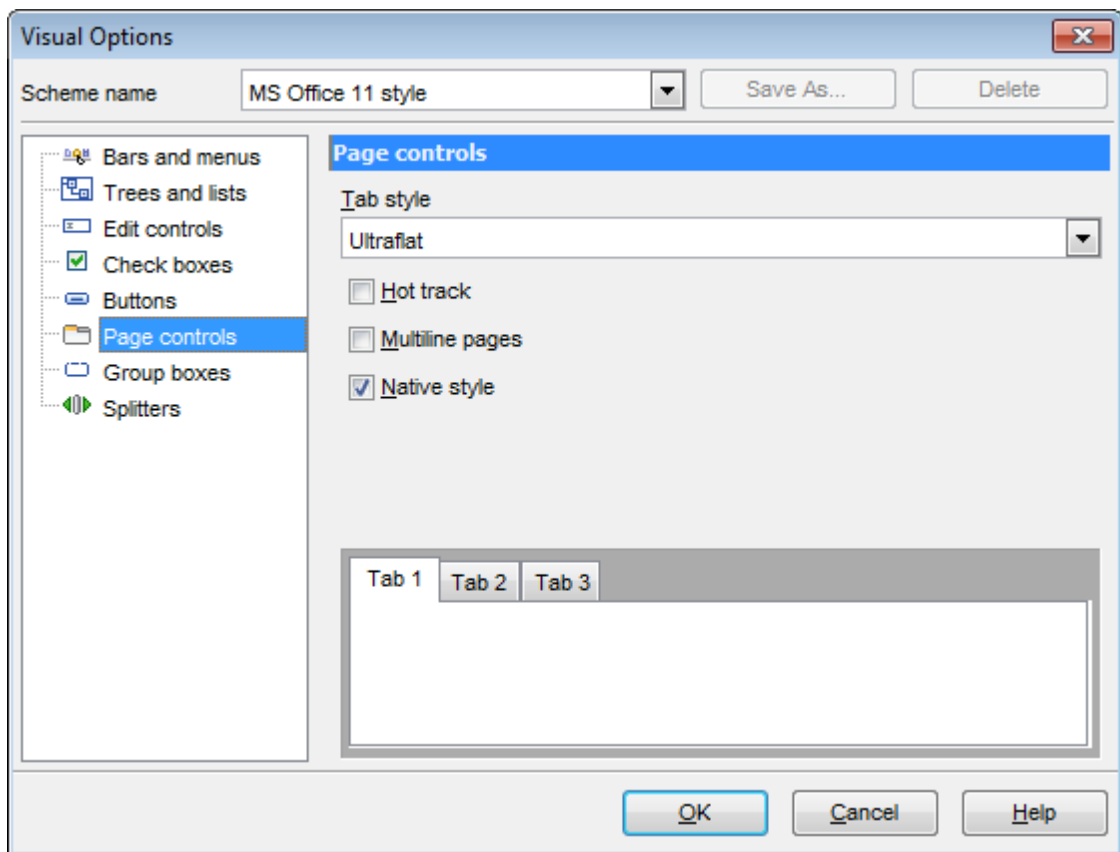 Visual Options
Scheme name MS Office 11 style Save As... Delete
Bars and menus
Trees and lists
Edit controls
Check boxes
Buttons
Page controls
Group boxes
Splitters
Page controls
Tab style
Ultraflat
Hot track
Multiline pages
Native style
Tab 1 Tab 2 Tab 3
OK Cancel Help